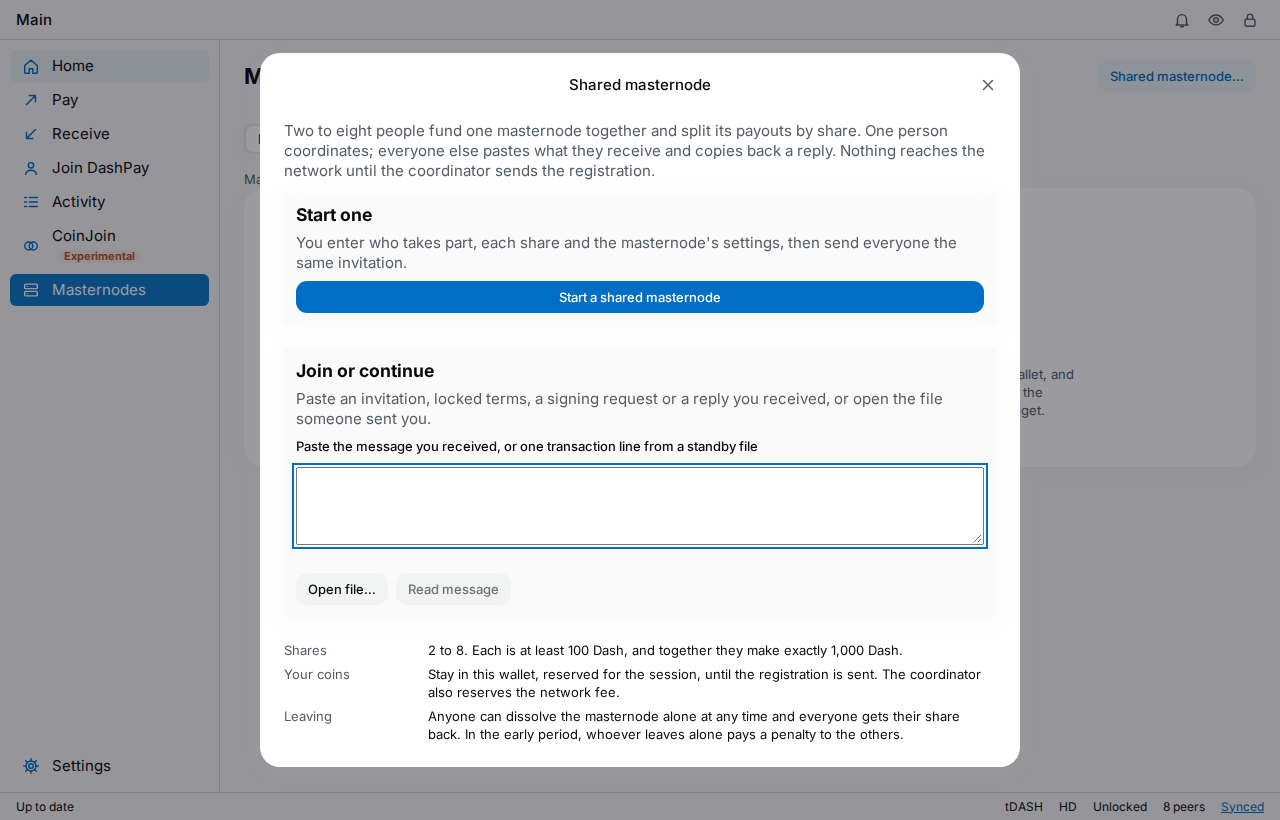 Main
Home
Pay
Receive
Join DashPay
Activity
CoinJoin
Experimental
Masternodes
Settings
Shared masternode...
Shared masternode
Two to eight people fund one masternode together and split its payouts by share. One person
coordinates; everyone else pastes what they receive and copies back a reply. Nothing reaches the
network until the coordinator sends the registration.
Start one
You enter who takes part, each share and the masternode's settings, then send everyone the
same invitation.
Start a shared masternode
Join or continue
Paste an invitation, locked terms, a signing request or a reply you received, or open the file
someone sent you.
Paste the message you received, or one transaction line from a standby file
Open file...
Read message
Shares
2 to 8. Each is at least 100 Dash, and together they make exactly 1,000 Dash.
Your coins
Stay in this wallet, reserved for the session, until the registration is sent. The coordinator
also reserves the network fee.
Leaving
Anyone can dissolve the masternode alone at any time and everyone gets their share
back. In the early period, whoever leaves alone pays a penalty to the others.
and
the
Up to date
tDASH
HD
Unlocked
8 peers
Synced